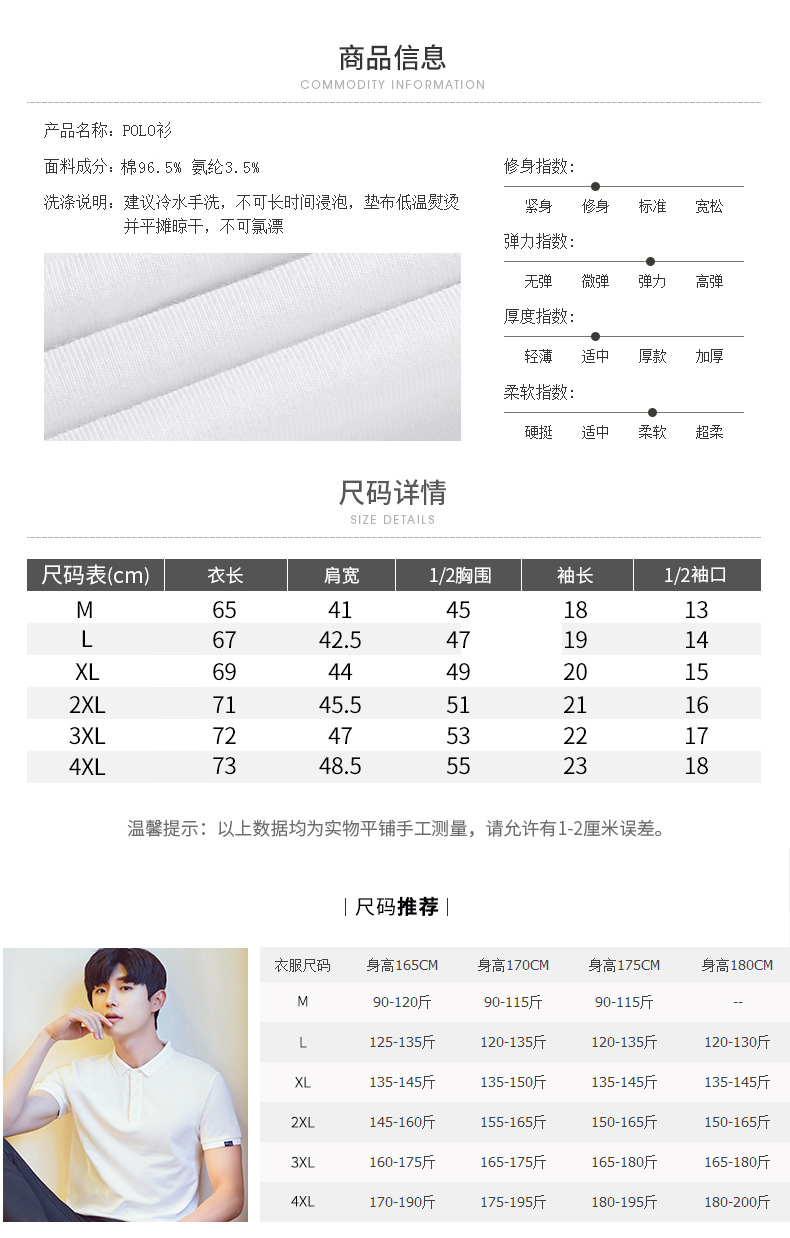 商品信息
COMMODITY INFORMATION
产品名称：POLO衫
面料成分：棉96.5% 氨纶3.5%
洗涤说明：建议冷水手洗，不可长时间浸泡，垫布低温熨烫
并平摊晾干，不可氯漂
修身指数：
紧身 修身 标准 宽松
弹力指数：
无弹 微弹 弹力 高弹
厚度指数：
轻薄 适中 厚款 加厚
柔软指数：
硬挺 适中 柔软 超柔
尺码详情
SIZE DETAILS
尺码表(cm) 衣长 肩宽 1/2胸围 袖长 1/2袖口
M 65 41 45 18 13
L 67 42.5 47 19 14
XL 69 44 49 20 15
2XL 71 45.5 51 21 16
3XL 72 47 53 22 17
4XL 73 48.5 55 23 18
温馨提示：以上数据均为实物平铺手工测量，请允许有1-2厘米误差。
|尺码推荐|
衣服尺码 身高165CM 身高170CM 身高175CM 身高180CM
M 90-120斤 90-115斤 90-115斤 --
L 125-135斤 120-135斤 120-135斤 120-130斤
XL 135-145斤 135-150斤 135-145斤 135-145斤
2XL 145-160斤 155-165斤 150-165斤 150-165斤
3XL 160-175斤 165-175斤 165-180斤 165-180斤
4XL 170-190斤 175-195斤 180-195斤 180-200斤